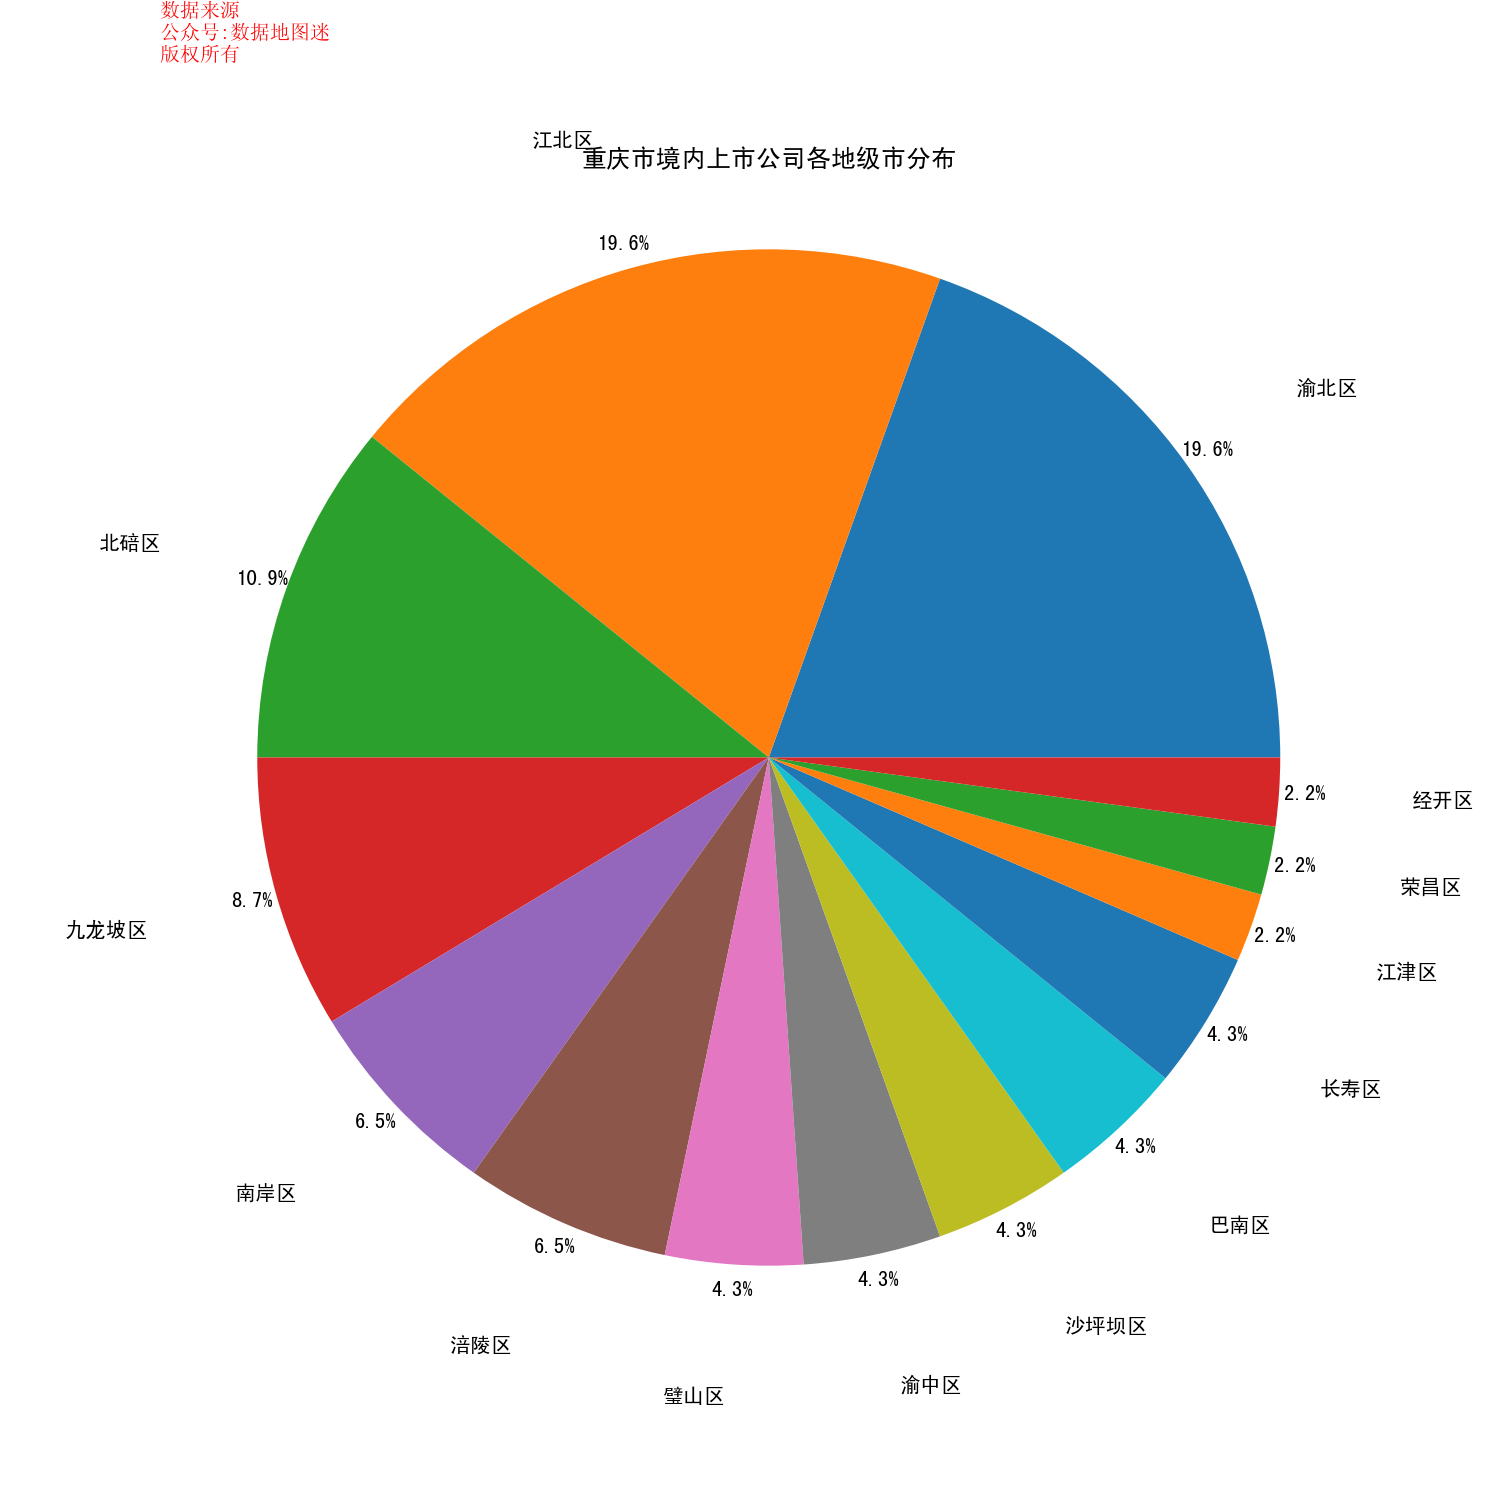 数据来源
公众号:数据地图迷
版权所有
江北区
重庆市境内上市公司各地级市分布
19.6%
渝北区
19.6%
北碚区
10.9%
2.2%
经开区
2.2%
荣昌区
8.7%
九龙坡区
2.2%
江津区
4.3%
长寿区
6.5%
4.3%
南岸区
巴南区
6.5%
4.3%
4.3%
4.3%
沙坪坝区
涪陵区
渝中区
璧山区